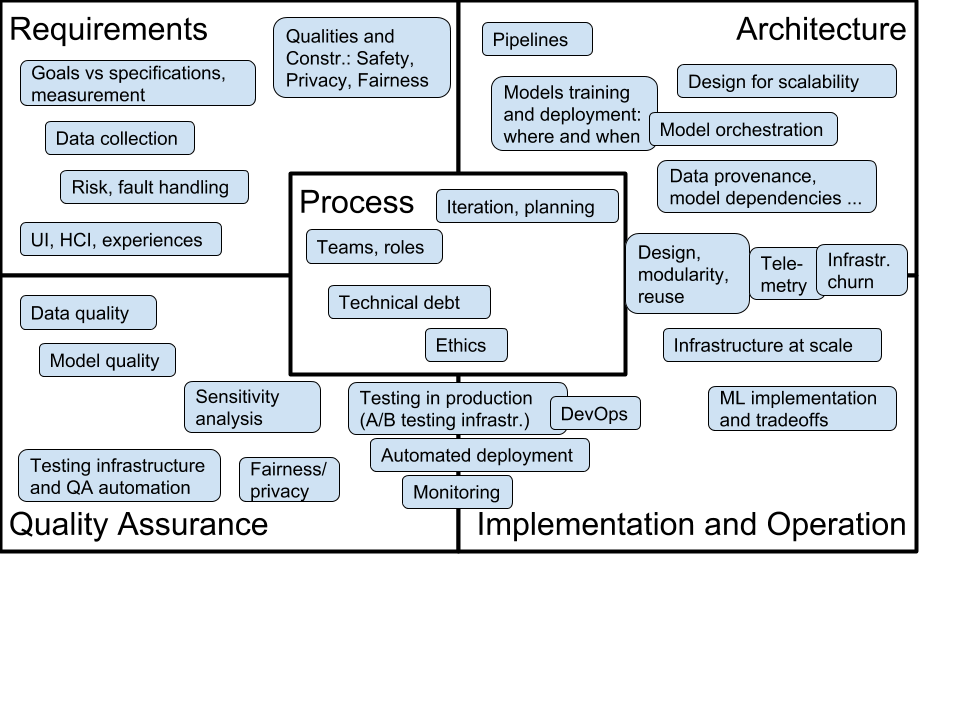 Requirements
Qualities and
Constr.: Safety,
Privacy, Fairness
Goals vs specifications,
measurement
Data collection
Risk, fault handling
UI, HCI, experiences
Architecture
Pipelines
Design for scalability
Models training
and deployment:
where and when
Model orchestration
Data provenance,
model dependencies ...
Process
Iteration, planning
Teams, roles
Technical debt
Ethics
Design,
modularity,
reuse
Tele-
metry
Infrastr.
churn
Data quality
Model quality
Sensitivity
analysis
Testing infrastructure
and QA automation
Fairness/
privacy
Quality Assurance
Testing in production
(A/B testing infrastr.)
DevOps
Automated deployment
Monitoring
Infrastructure at scale
ML implementation
and tradeoffs
Implementation and Operation